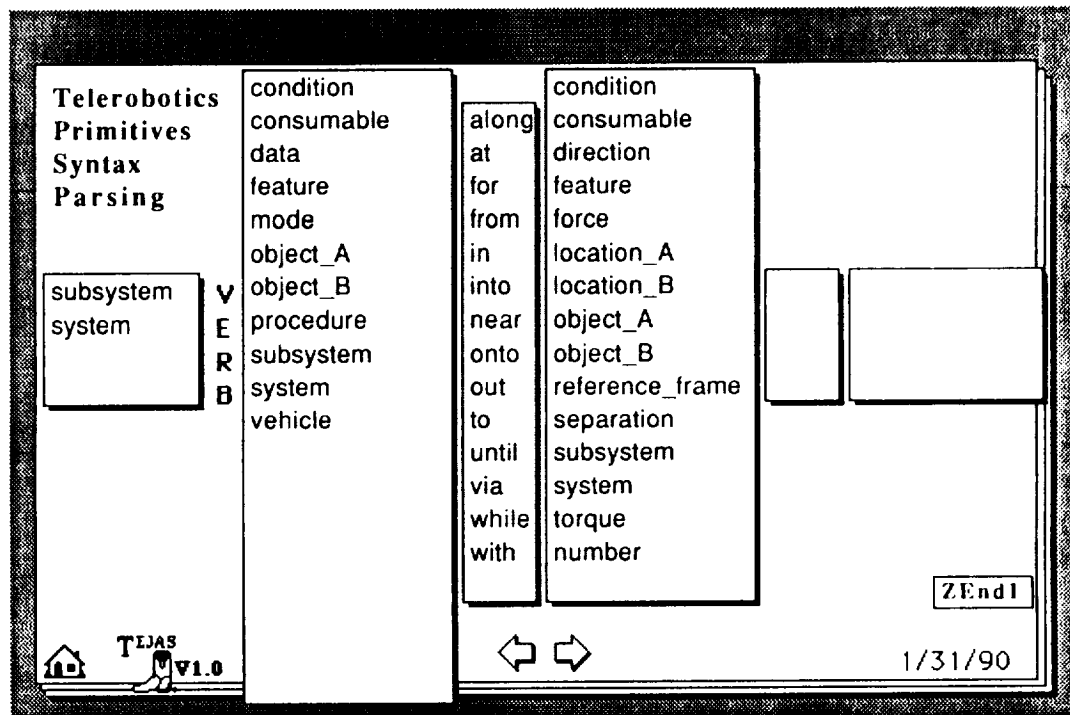 Telerobotics
Primitives
Syntax
Parsing
subsystem
system
V
E
R
B
condition
consumable
data
feature
mode
object_A
object_B
procedure
subsystem
system
vehicle
along
at
for
from
in
into
near
onto
out
to
until
via
while
with
condition
consumable
direction
feature
force
location_A
location_B
object_A
object_B
reference_frame
separation
subsystem
system
torque
number
ZEnd1
TEJAS
V1.0
1/31/90